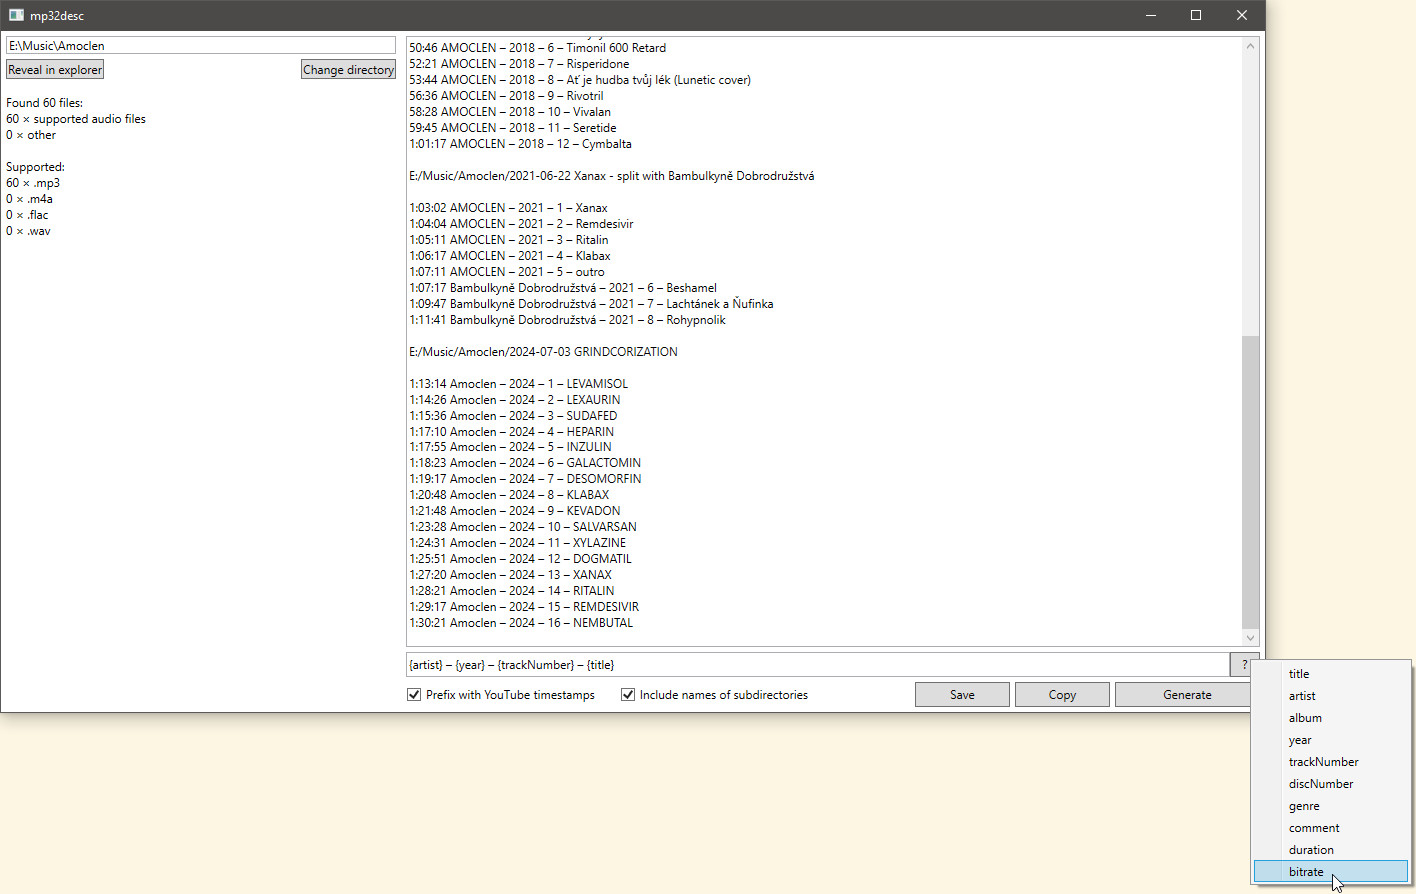 mp32desc
E:\Music\Amoclen
Reveal in explorer
Change directory
Found 60 files:
60 × supported audio files
0 × other
Supported:
60 × .mp3
0 × .m4a
0 × .flac
0 × .wav
50:46 AMOCLEN – 2018 – 6 – Timonil 600 Retard
52:21 AMOCLEN – 2018 – 7 – Risperidone
53:44 AMOCLEN – 2018 – 8 – Ať je hudba tvůj lék (Lunetic cover)
56:36 AMOCLEN – 2018 – 9 – Rivotril
58:28 AMOCLEN – 2018 – 10 – Vivalan
59:45 AMOCLEN – 2018 – 11 – Seretide
1:01:17 AMOCLEN – 2018 – 12 – Cymbalta
E:/Music/Amoclen/2021-06-22 Xanax - split with Bambulkyně Dobrodružstvá
1:03:02 AMOCLEN – 2021 – 1 – Xanax
1:04:04 AMOCLEN – 2021 – 2 – Remdesivir
1:05:11 AMOCLEN – 2021 – 3 – Ritalin
1:06:17 AMOCLEN – 2021 – 4 – Klabax
1:07:11 AMOCLEN – 2021 – 5 – outro
1:07:17 Bambulkyně Dobrodružstvá – 2021 – 6 – Beshamel
1:09:47 Bambulkyně Dobrodružstvá – 2021 – 7 – Lachtánek a Ňufinka
1:11:41 Bambulkyně Dobrodružstvá – 2021 – 8 – Rohypnolik
E:/Music/Amoclen/2024-07-03 GRINDCORIZATION
1:13:14 Amoclen – 2024 – 1 – LEVAMISOL
1:14:26 Amoclen – 2024 – 2 – LEXAURIN
1:15:36 Amoclen – 2024 – 3 – SUDAFED
1:17:10 Amoclen – 2024 – 4 – HEPARIN
1:17:55 Amoclen – 2024 – 5 – INZULIN
1:18:23 Amoclen – 2024 – 6 – GALACTOMIN
1:19:17 Amoclen – 2024 – 7 – DESOMORFIN
1:20:48 Amoclen – 2024 – 8 – KLABAX
1:21:48 Amoclen – 2024 – 9 – KEVADON
1:23:28 Amoclen – 2024 – 10 – SALVARSAN
1:24:31 Amoclen – 2024 – 11 – XYLAZINE
1:25:51 Amoclen – 2024 – 12 – DOGMATIL
1:27:20 Amoclen – 2024 – 13 – XANAX
1:28:21 Amoclen – 2024 – 14 – RITALIN
1:29:17 Amoclen – 2024 – 15 – REMDESIVIR
1:30:21 Amoclen – 2024 – 16 – NEMBUTAL
{artist} – {year} – {trackNumber} – {title}
?
Prefix with YouTube timestamps
Include names of subdirectories
Save
Copy
Generate
title
artist
album
year
trackNumber
discNumber
genre
comment
duration
bitrate